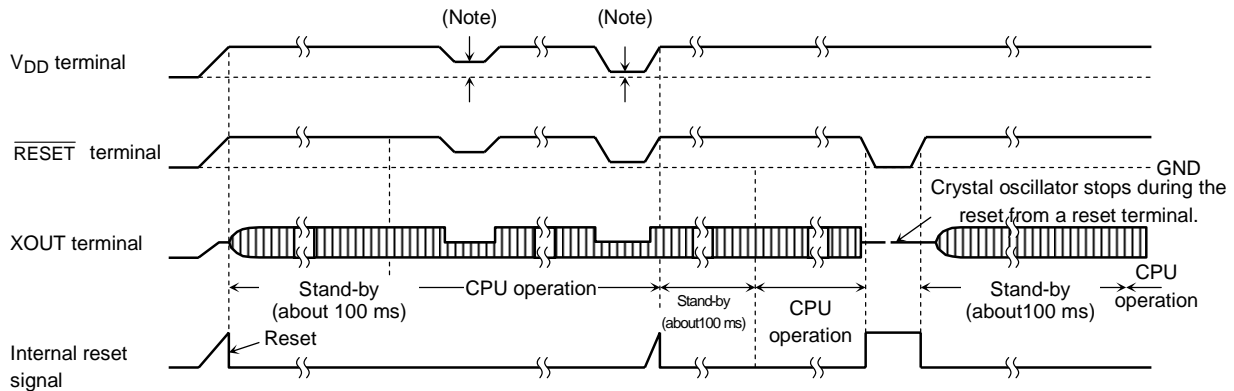 (Note)
(Note)
VDD terminal
RESET terminal
GND
Crystal oscillator stops during the
reset from a reset terminal.
XOUT terminal
Stand-by
(about 100 ms)
CPU operation
Stand-by
(about100 ms)
CPU
operation
Stand-by
(about100 ms)
CPU
operation
Reset
Internal reset
signal